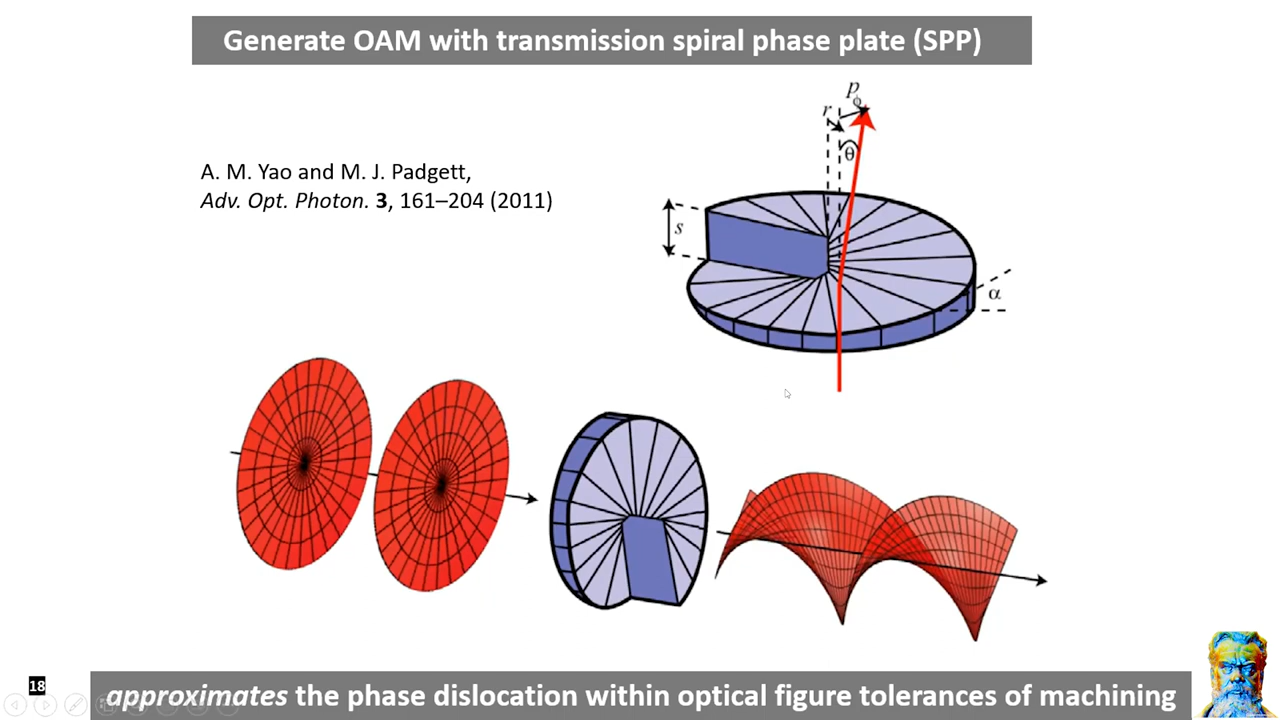 Generate OAM with transmission spiral phase plate (SPP)
A. M. Yao and M. J. Padgett,
Adv. Opt. Photon. 3, 161–204 (2011)
pϕ
r
θ
s
α
18
approximates the phase dislocation within optical figure tolerances of machining